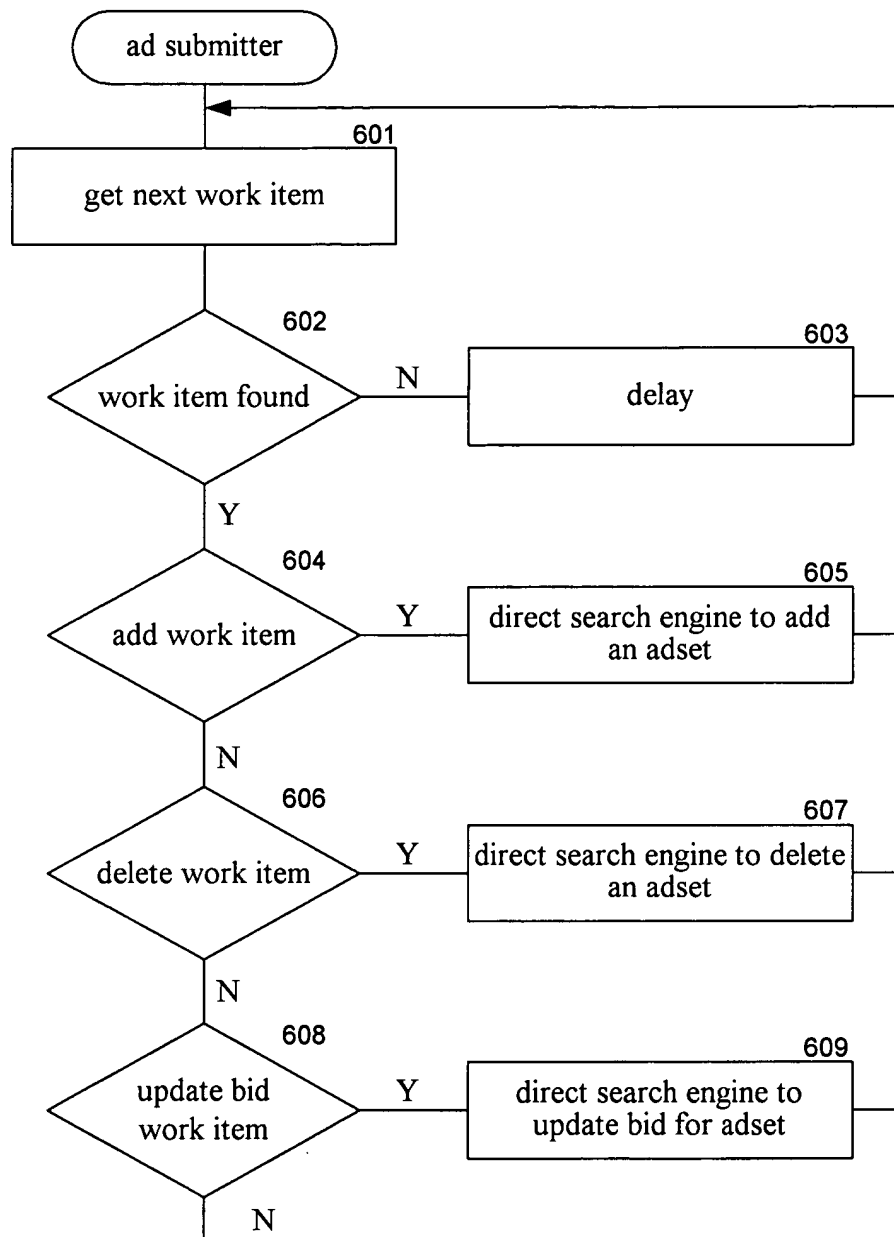 ad submitter
601
get next work item
602
work item found
N
603
delay
Y
604
add work item
Y
605
direct search engine to add
an adset
N
606
delete work item
Y
607
direct search engine to delete
an adset
N
608
update bid
work item
Y
609
direct search engine to
update bid for adset
N